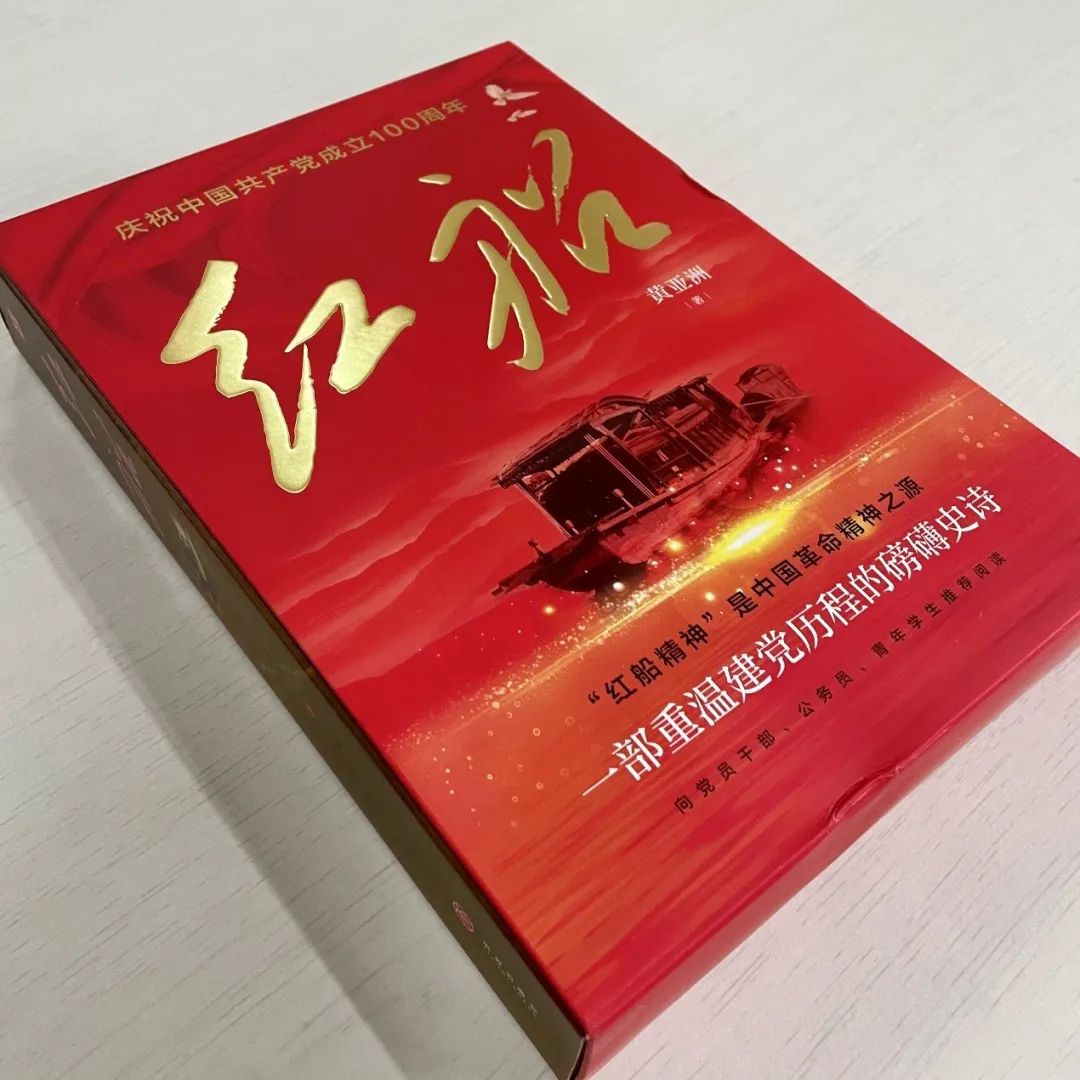 庆祝中国共产党成立100周年
红船
黄亚洲
著
“红船精神”是中国革命精神之源
一部重温建党历程的磅礴史诗
向党员干部、公务员、青年学生推荐阅读